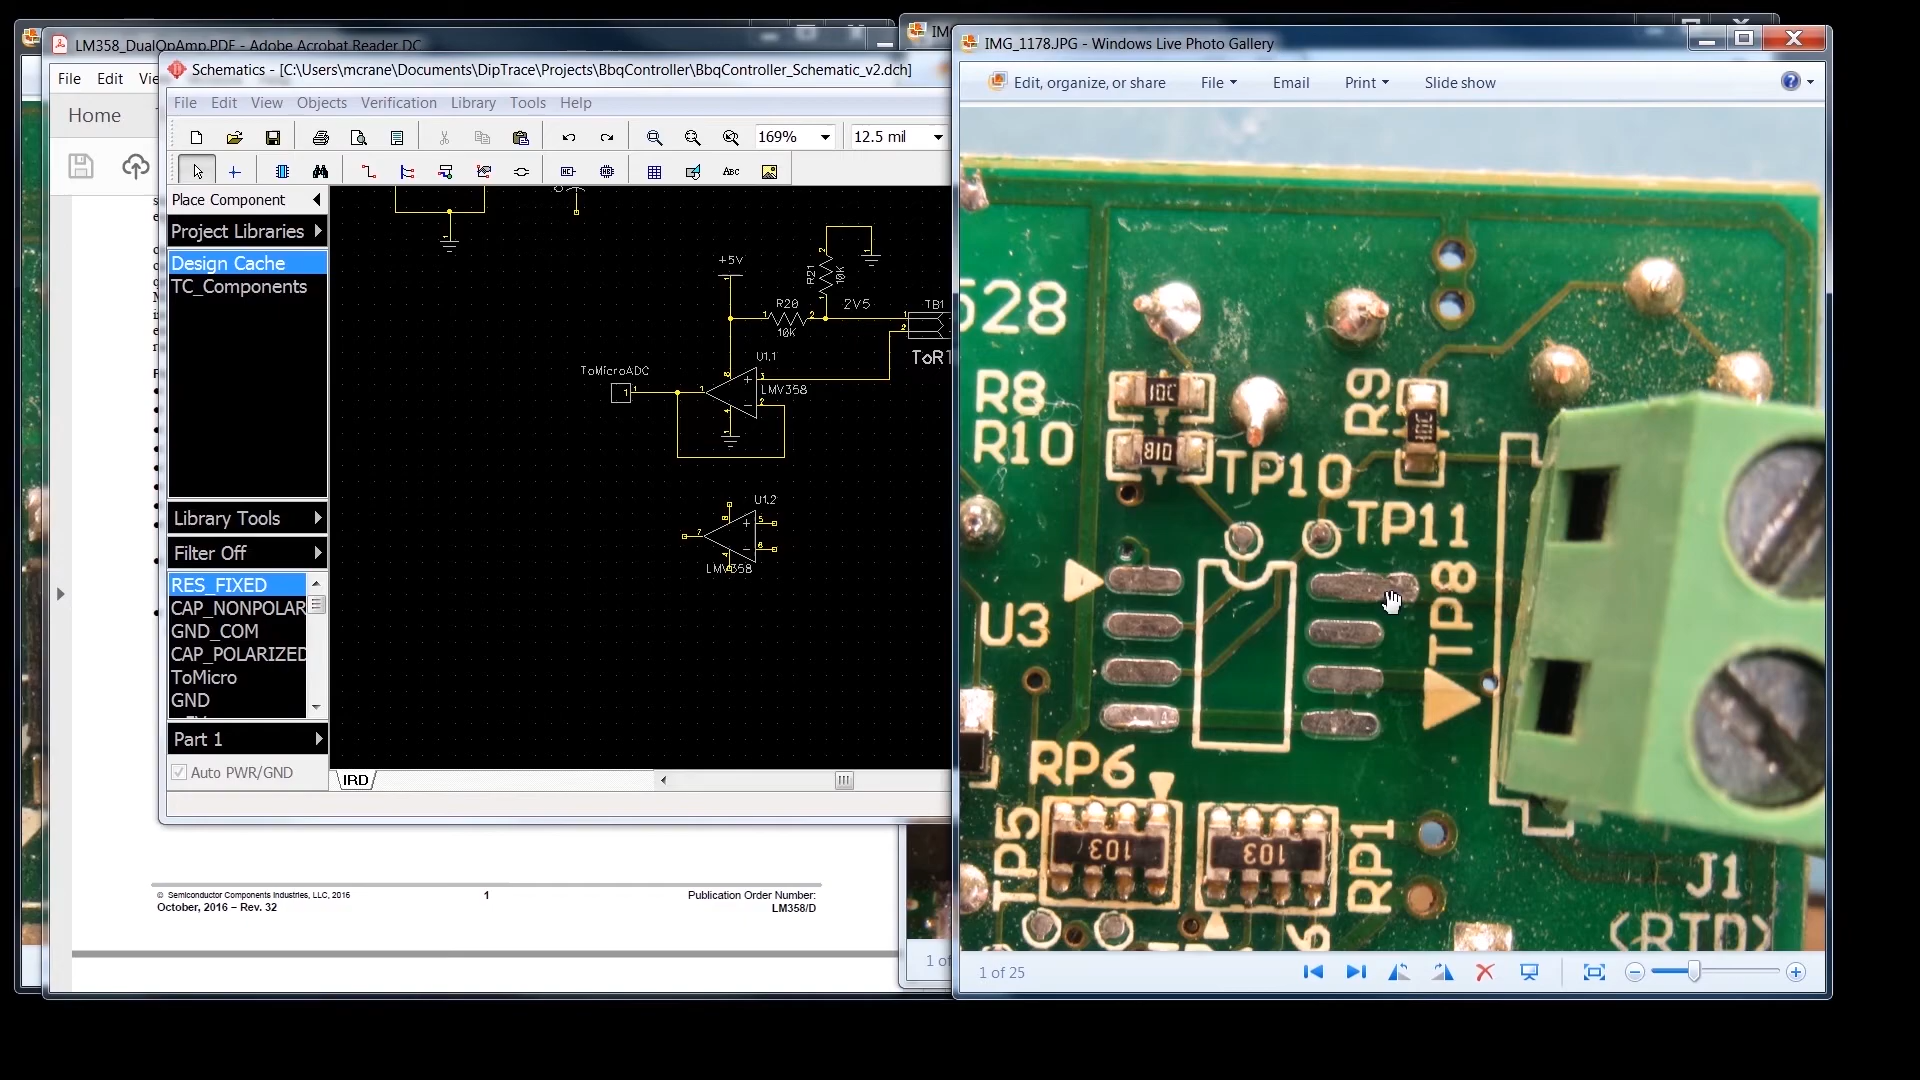 LM358_DualOpAmp.PDF - Adobe Acrobat Reader DC
File Edit
Home
Schematics - [C:\Users\mcrane\Documents\DipTrace\Projects\BbqController\BbqController_Schematic_v2.dch]
File Edit View Objects Verification Library Tools Help
169% 12.5 mil
ABC
Place Component
Project Libraries
Design Cache
TC_Components
Library Tools
Filter Off
RES_FIXED
CAP_NONPOLAR
GND_COM
CAP_POLARIZED
ToMicro
GND
Part 1
Auto PWR/GND
IRD
+5V
R21
10K
R20
10K
2V5
TB1
ToMicroADC
U1.1
LMV358
U1.2
LMV358
© Semiconductor Components Industries, LLC, 2016
October, 2016 – Rev. 32
1
Publication Order Number:
LM358/D
IMG_1178.JPG - Windows Live Photo Gallery
Edit, organize, or share File Email Print Slide show
528
R8
R10
R9
TP10
TP11
TP8
U3
RP6
TP5
RP1
103
103
J1
(RTD)
1 of 25